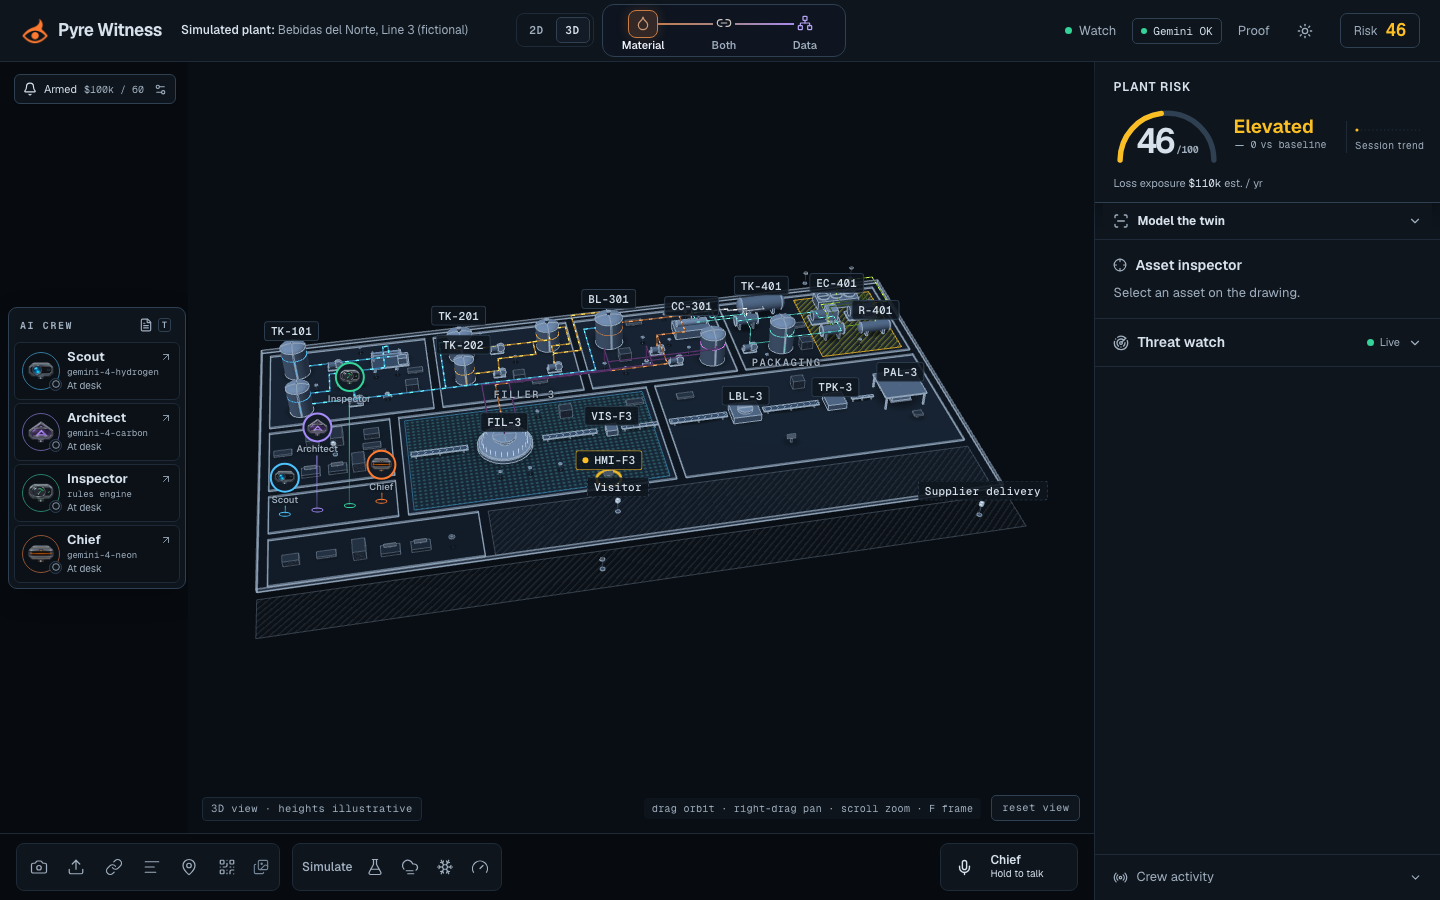 Pyre Witness
Simulated plant: Bebidas del Norte, Line 3 (fictional)
2D
3D
Material
Both
Data
Watch
Gemini OK
Proof
Risk 46
Armed $100k / 60
AI CREW
T
Scout
gemini-4-hydrogen
At desk
Architect
gemini-4-carbon
At desk
Inspector
rules engine
At desk
Chief
gemini-4-neon
At desk
TK-101
TK-201
TK-202
BL-301
CC-301
TK-401
EC-401
R-401
PACKAGING
FILLER 3
Inspector
Architect
Scout
Chief
FIL-3
VIS-F3
LBL-3
TPK-3
PAL-3
HMI-F3
Visitor
Supplier delivery
3D view · heights illustrative
drag orbit · right-drag pan · scroll zoom · F frame
reset view
Simulate
Chief
Hold to talk
PLANT RISK
46 /100
Elevated
— 0 vs baseline
Session trend
Loss exposure $110k est. / yr
Model the twin
Asset inspector
Select an asset on the drawing.
Threat watch
Live
Crew activity